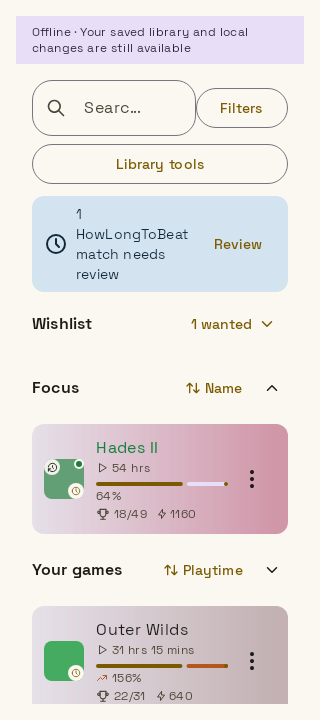 Offline · Your saved library and local
changes are still available
Searc...
Filters
Library tools
1
HowLongToBeat
match needs
review
Review
Wishlist
1 wanted
Focus
Name
Hades II
54 hrs
64%
18/49 1160
Your games
Playtime
Outer Wilds
31 hrs 15 mins
156%
22/31 640